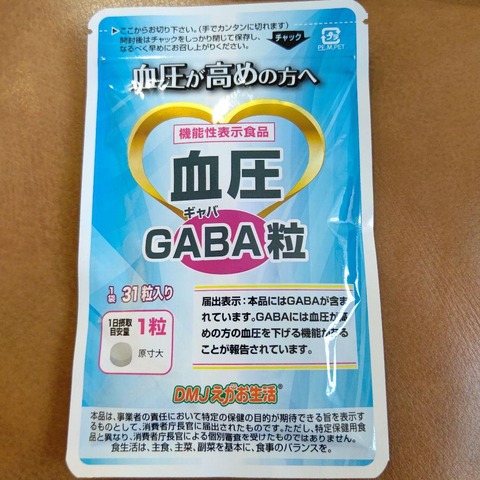 ここからお切り下さい。(手でカンタンに切れます)
開封後はチャックをしっかり閉じて保存し、
なるべく早めにお召し上がりください。
チャック
プラ
PE,M,PET
血圧が高めの方へ
機能性表示食品
血圧
ギャバ
GABA粒
1袋 31粒入り
1日摂取
目安量
1粒
原寸大
届出表示:本品にはGABAが含ま
れています。GABAには血圧が
めの方の血圧を下げる機能が
ることが報告されています。
DMJえがお生活®
本品は、事業者の責任において特定の保健の目的が期待できる旨を表示す
るものとして、消費者庁長官に届出されたものです。ただし、特定保健用食
品と異なり、消費者庁長官による個別審査を受けたものではありません。
食生活は、主食、主菜、副菜を基本に、食事のバランスを。